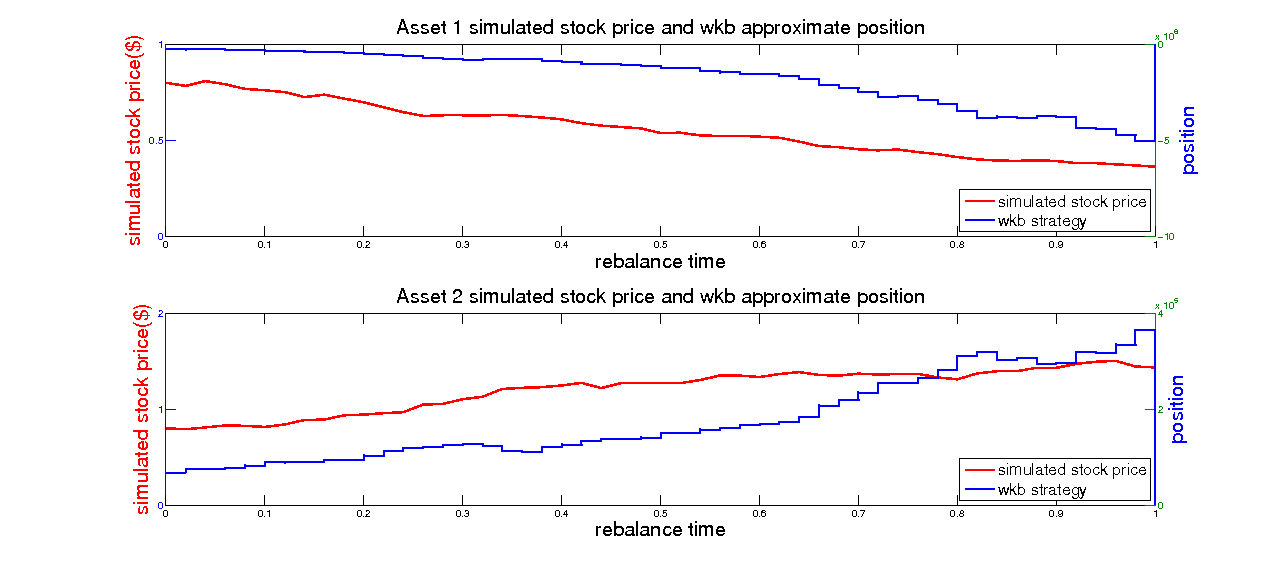 Asset 1 simulated stock price and wkb approximate position
simulated stock price($)
1
0.5
0
0
-5
-10
position
0 0.1 0.2 0.3 0.4 0.5 0.6 0.7 0.8 0.9 1
simulated stock price
wkb strategy
rebalance time
Asset 2 simulated stock price and wkb approximate position
simulated stock price($)
2
1
0
4
2
0
position
0 0.1 0.2 0.3 0.4 0.5 0.6 0.7 0.8 0.9 1
simulated stock price
wkb strategy
rebalance time